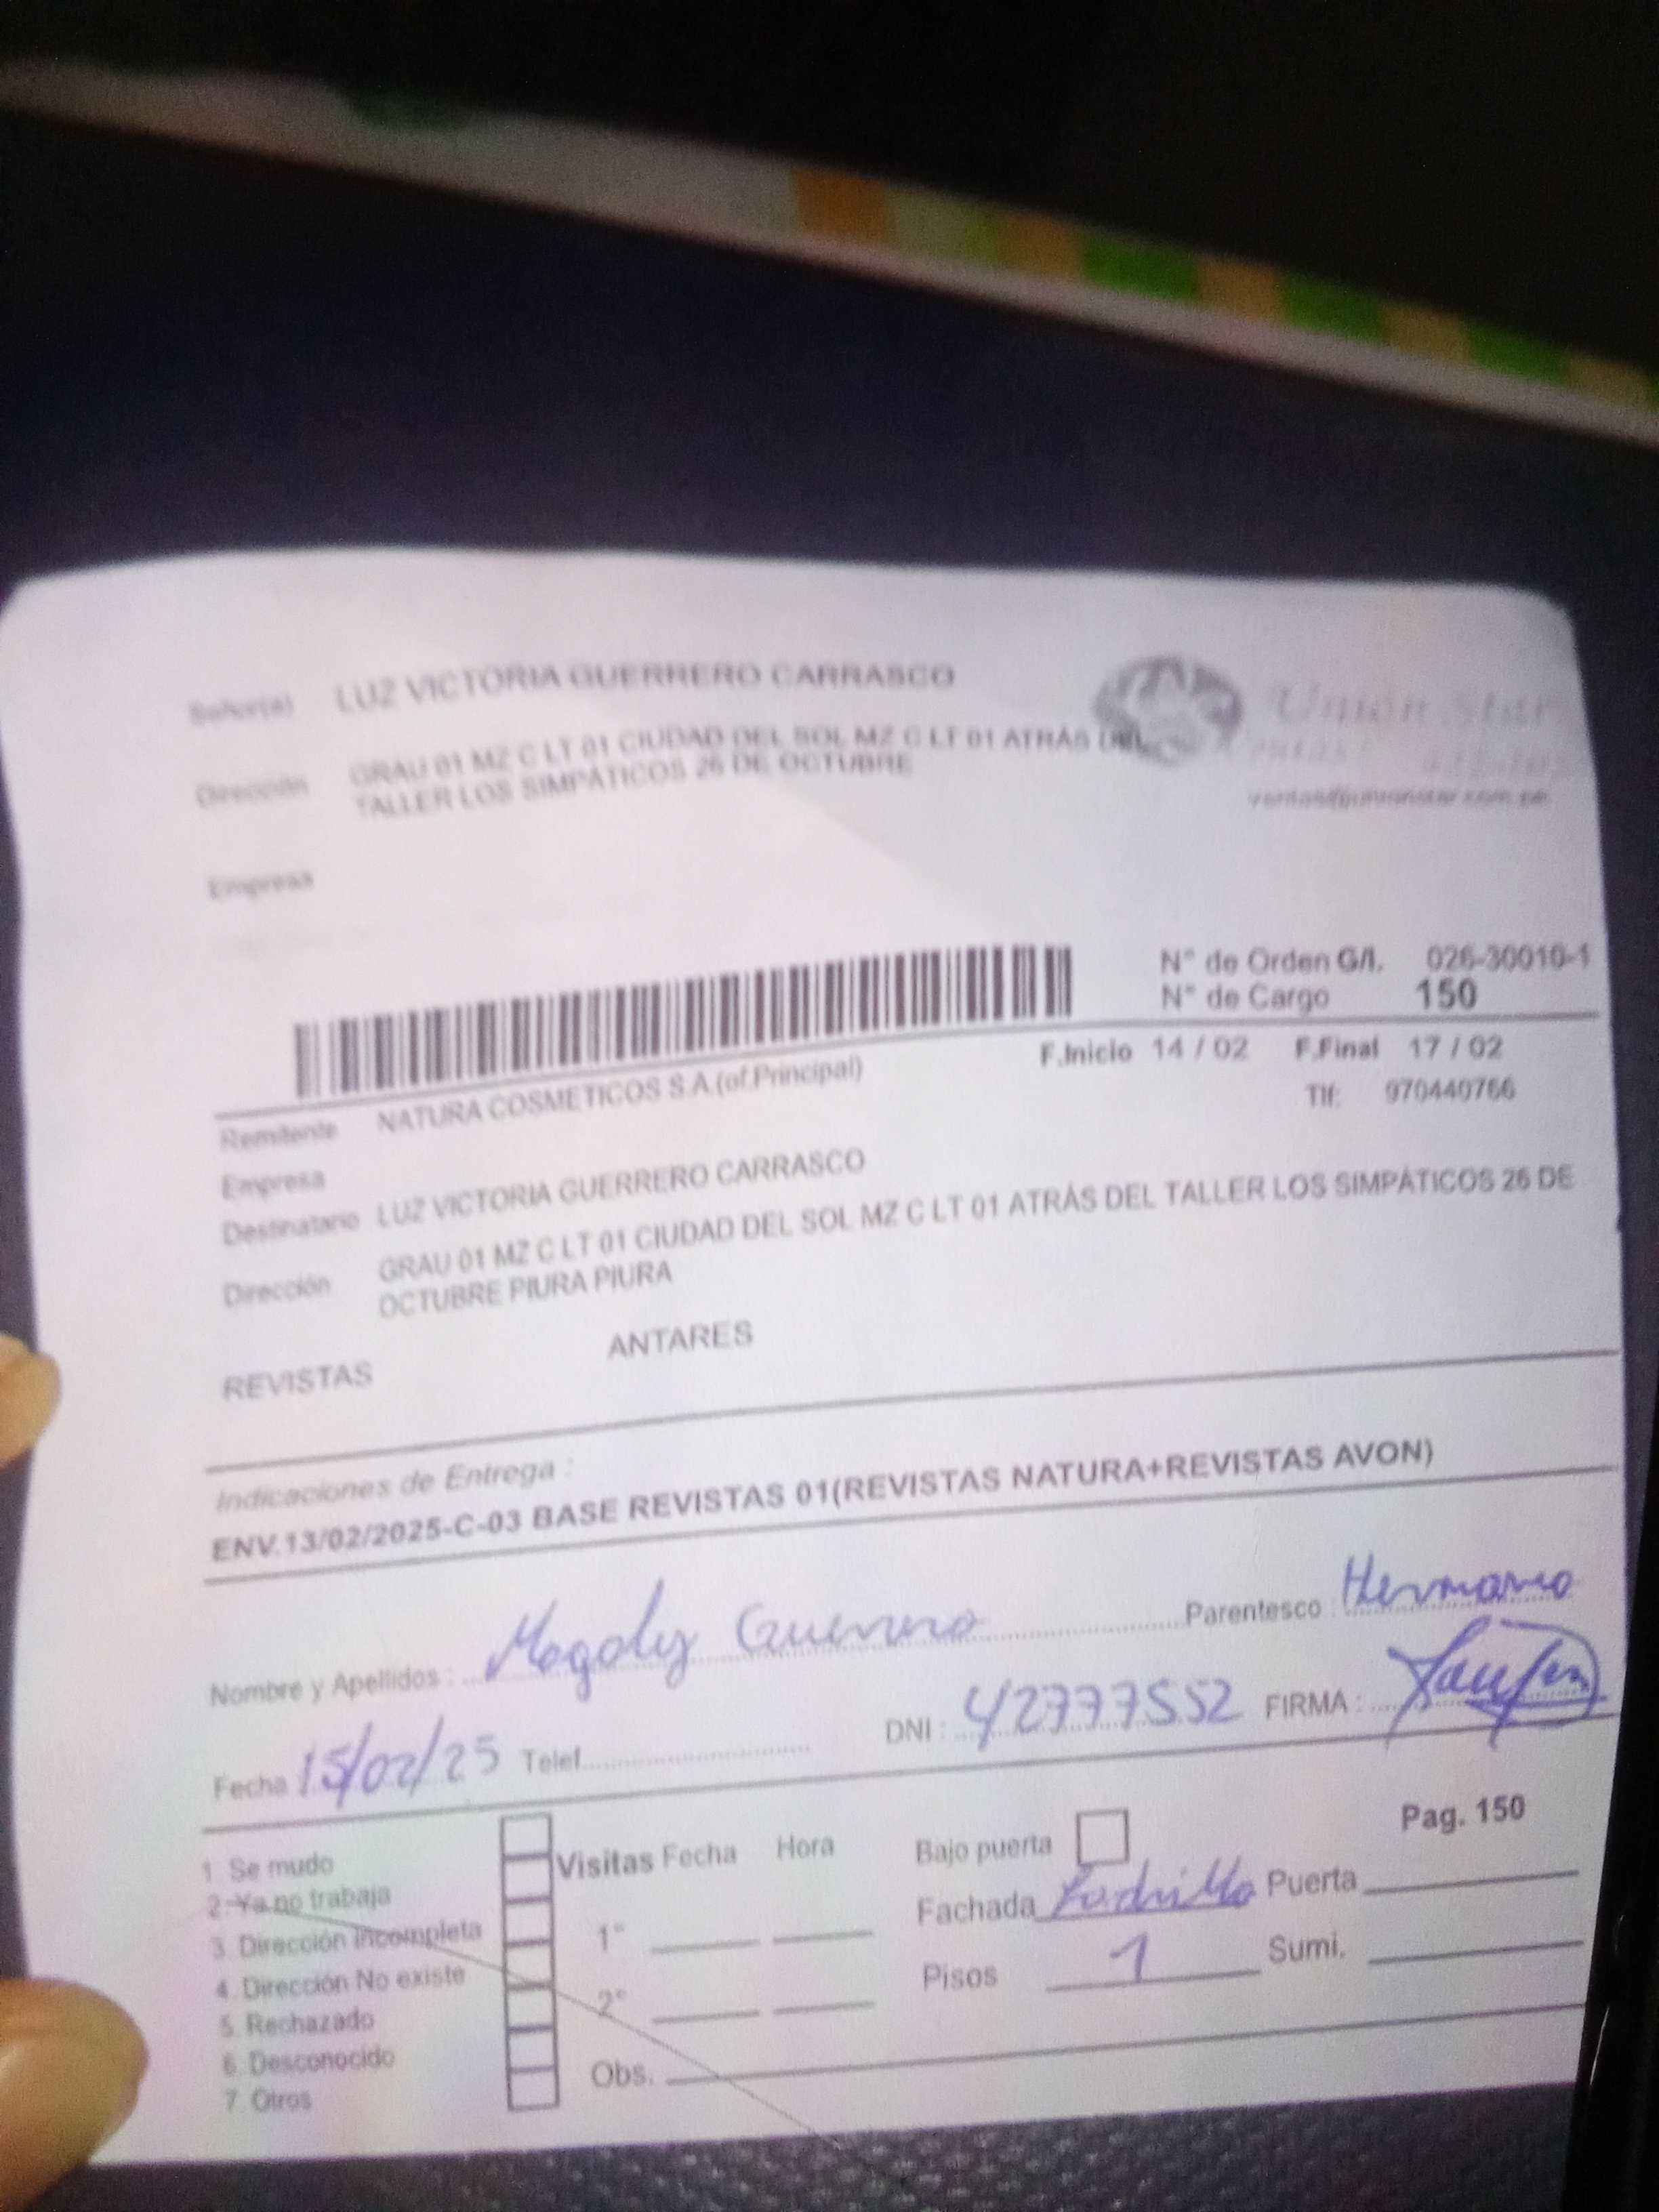 Señor(a) LUZ VICTORIA GUERRERO CARRASCO
Unión Star
Dirección GRAU 01 MZ C LT 01 CIUDAD DEL SOL MZ C LT 01 ATRÁS DEL
TALLER LOS SIMPÁTICOS 26 DE OCTUBRE
ventas@unionstar.com.pe
Empresa
N° de Orden G/I. 026-30010-1
N° de Cargo 150
F.Inicio 14 / 02 F.Final 17 / 02
Remitente NATURA COSMETICOS S.A.(of.Principal)
Tlf: 970440766
Empresa
Destinatario LUZ VICTORIA GUERRERO CARRASCO
Dirección GRAU 01 MZ C LT 01 CIUDAD DEL SOL MZ C LT 01 ATRÁS DEL TALLER LOS SIMPÁTICOS 26 DE
OCTUBRE PIURA PIURA
REVISTAS ANTARES
Indicaciones de Entrega :
ENV.13/02/2025-C-03 BASE REVISTAS 01(REVISTAS NATURA+REVISTAS AVON)
Nombre y Apellidos : Magaly Guerrero Parentesco : Hermana
Fecha 15/02/25 Telef. DNI : 42777552 FIRMA :
Pag. 150
1 Se mudo
2 Ya no trabaja
3 Dirección Incompleta
4 Dirección No existe
5 Rechazado
6 Desconocido
7 Otros
Visitas Fecha Hora
1°
2°
Obs.
Bajo puerta
Fachada Ladrillo Puerta
Pisos 1 Sumi.